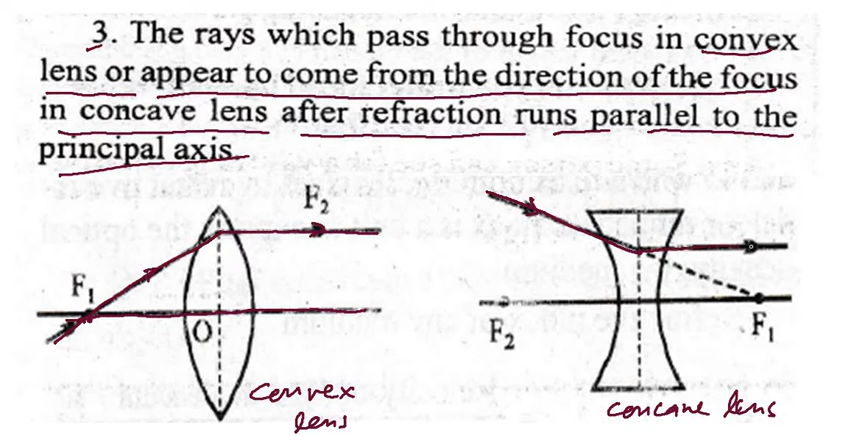 3. The rays which pass through focus in convex
lens or appear to come from the direction of the focus
in concave lens after refraction runs parallel to the
principal axis.
F₂
F₁
O
convex
lens
F₂
F₁
concane lens